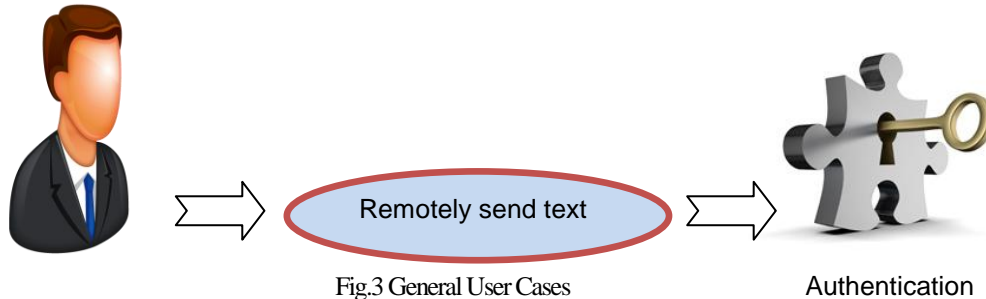 Remotely send text
Fig.3 General User Cases
Authentication